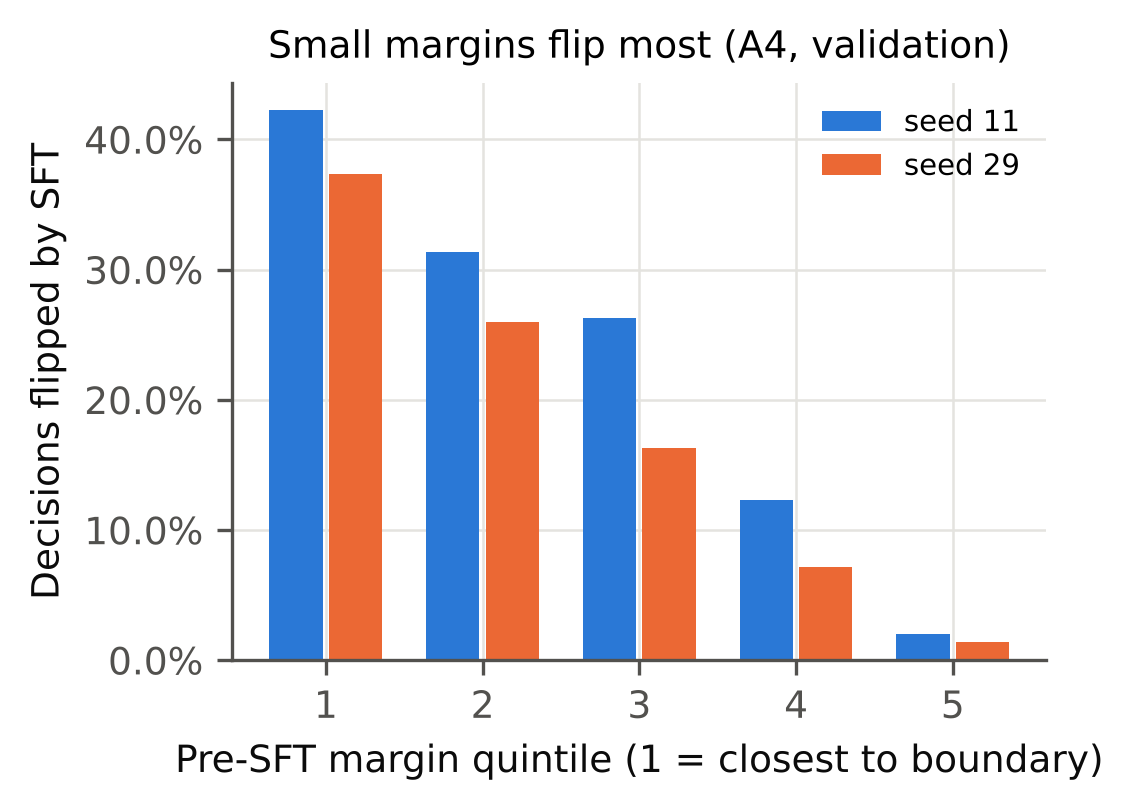 Small margins flip most (A4, validation)
Decisions flipped by SFT
40.0%
30.0%
20.0%
10.0%
0.0%
seed 11
seed 29
1 2 3 4 5
Pre-SFT margin quintile (1 = closest to boundary)